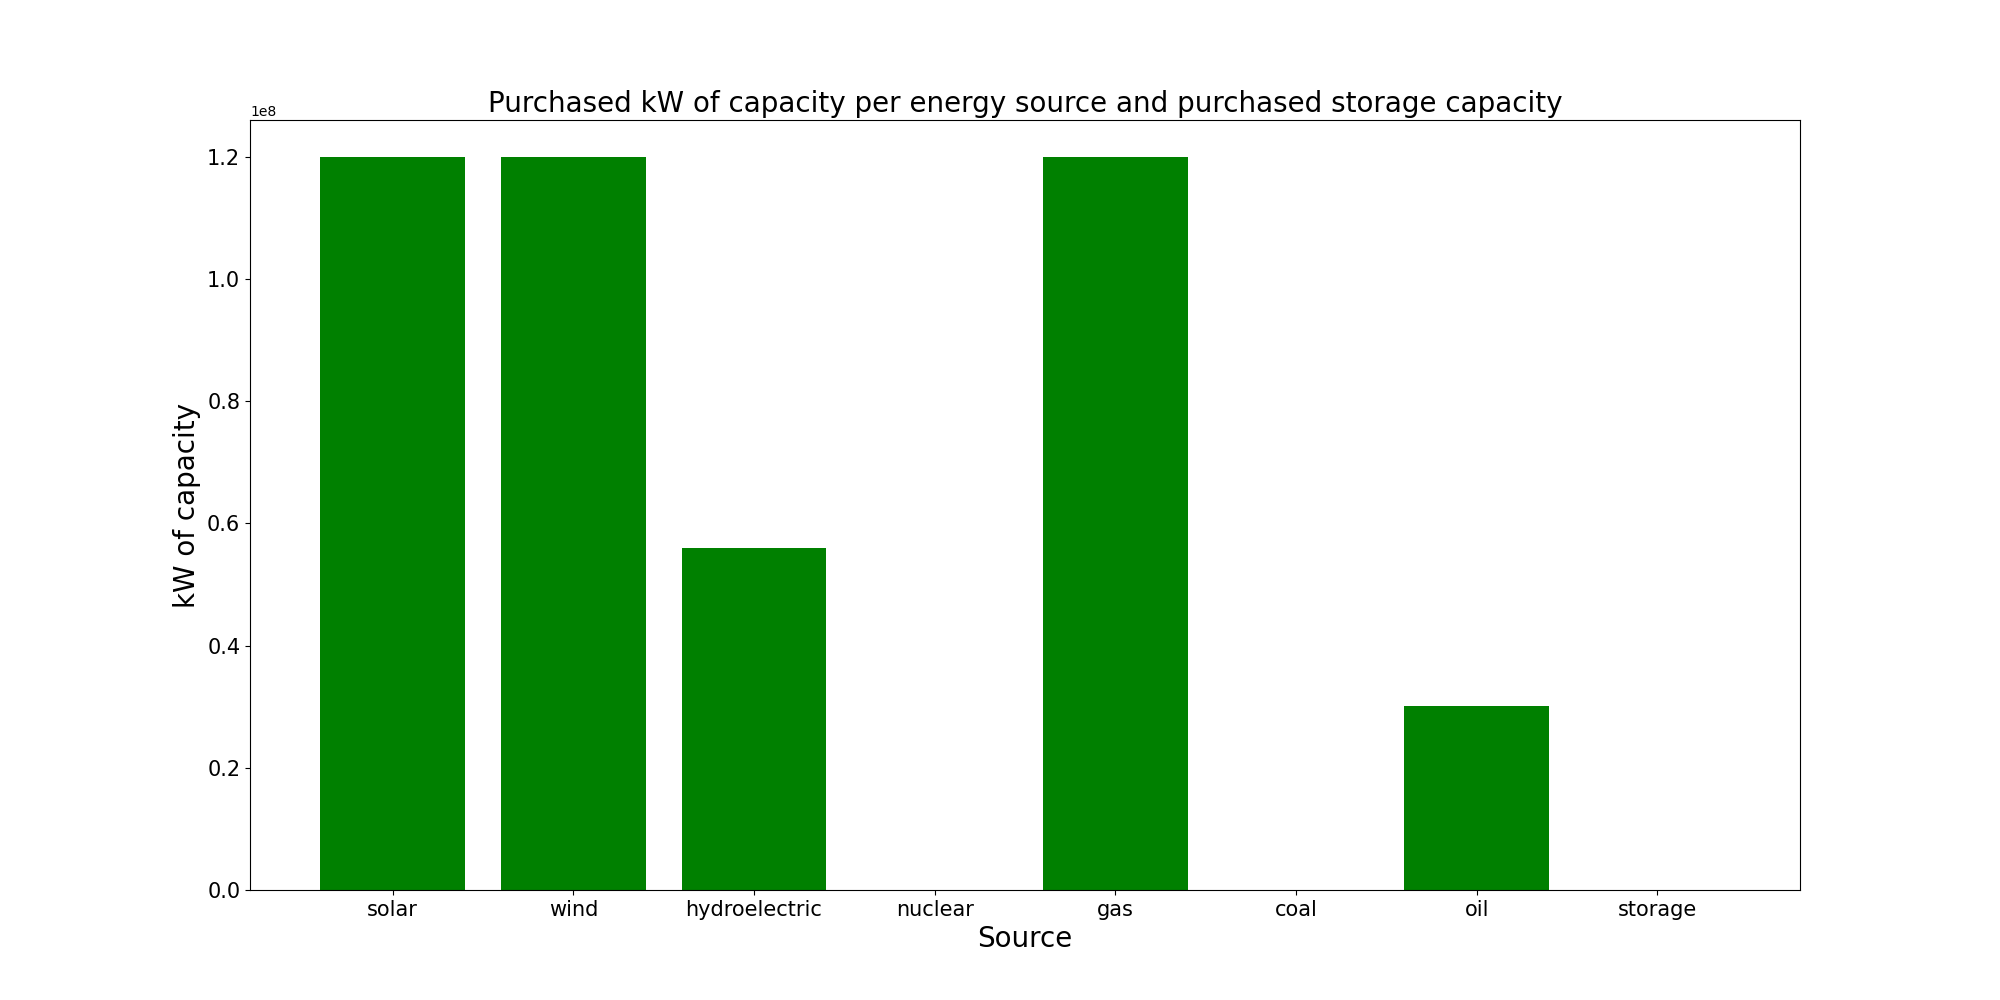 Purchased kW of capacity per energy source and purchased storage capacity
1e8
1.2
1.0
0.8
0.6
0.4
0.2
0.0
kW of capacity
solar wind hydroelectric nuclear gas coal oil storage
Source